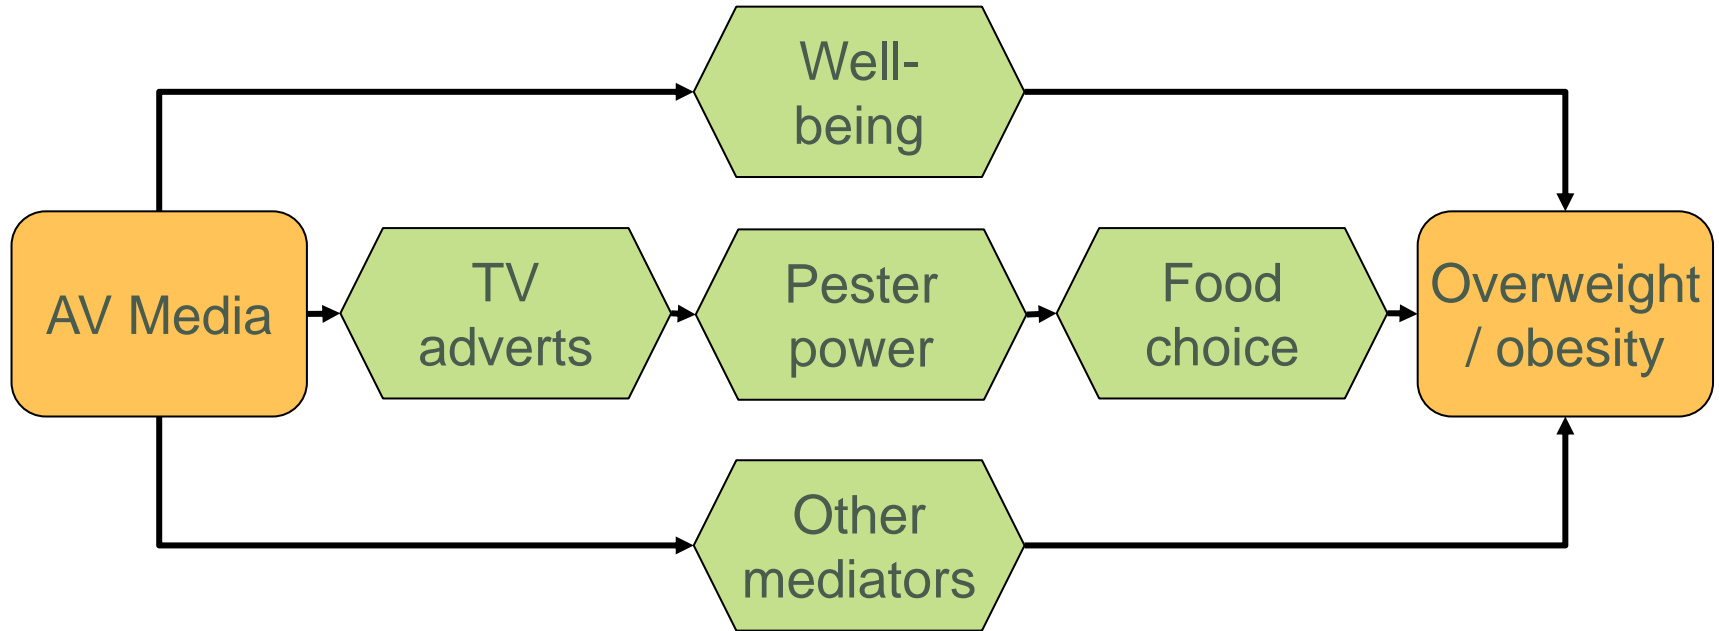 Well-
being
AV Media
TV
adverts
Pester
power
Food
choice
Overweight
/ obesity
Other
mediators